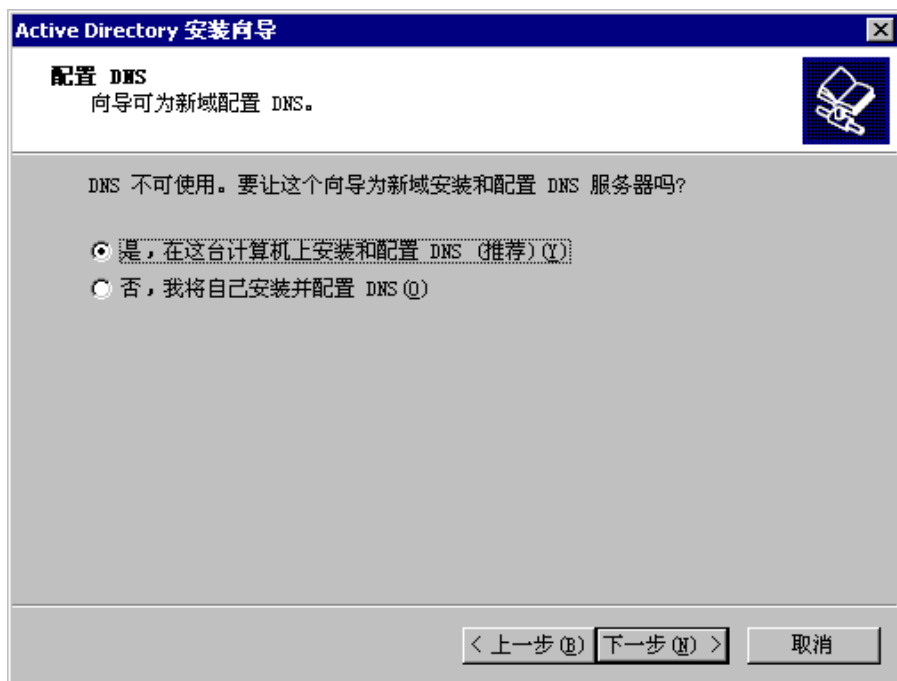 Active Directory 安装向导
配置 DNS
向导可为新域配置 DNS。
DNS 不可使用。要让这个向导为新域安装和配置 DNS 服务器吗?
是，在这台计算机上安装和配置 DNS (推荐)(Y)
否，我将自己安装并配置 DNS(O)
< 上一步(B) 下一步(N) > 取消